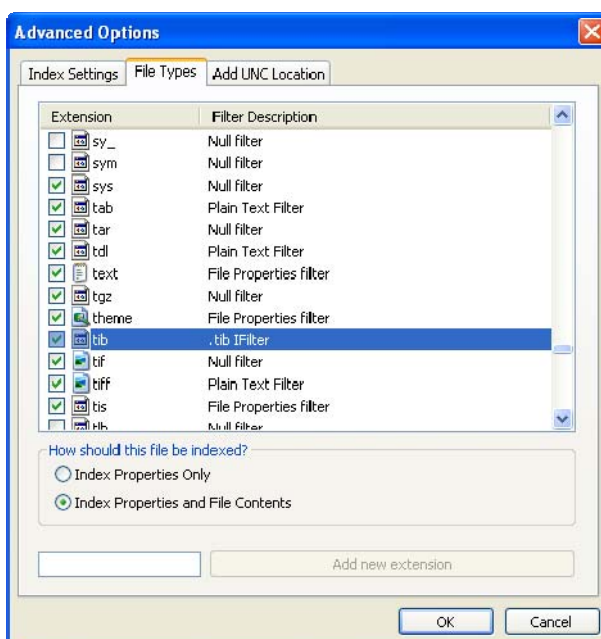 Advanced Options
Index Settings File Types Add UNC Location
Extension Filter Description
sy_ Null filter
sym Null filter
sys Null filter
tab Plain Text Filter
tar Null filter
tdl Plain Text Filter
text File Properties filter
tgz Null filter
theme File Properties filter
tib .tib IFilter
tif Null filter
tiff Plain Text Filter
tis File Properties filter
tlb Null filter
How should this file be indexed?
Index Properties Only
Index Properties and File Contents
Add new extension
OK Cancel